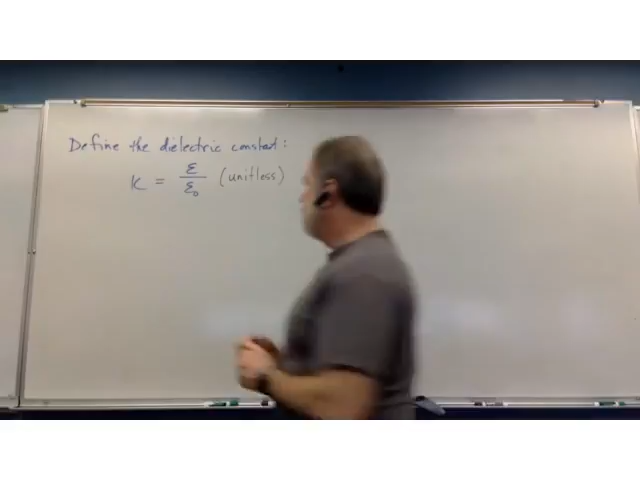 Define the dielectric constant:
K = ε/ε₀ (unitless)